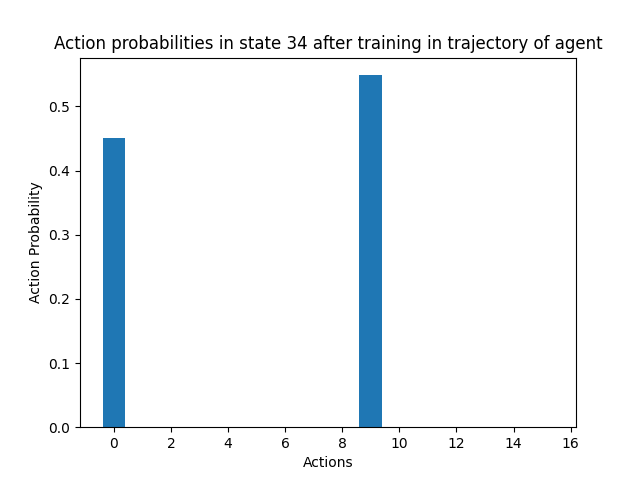 Action probabilities in state 34 after training in trajectory of agent
0.5
0.4
0.3
0.2
0.1
0.0
Action Probability
0 2 4 6 8 10 12 14 16
Actions